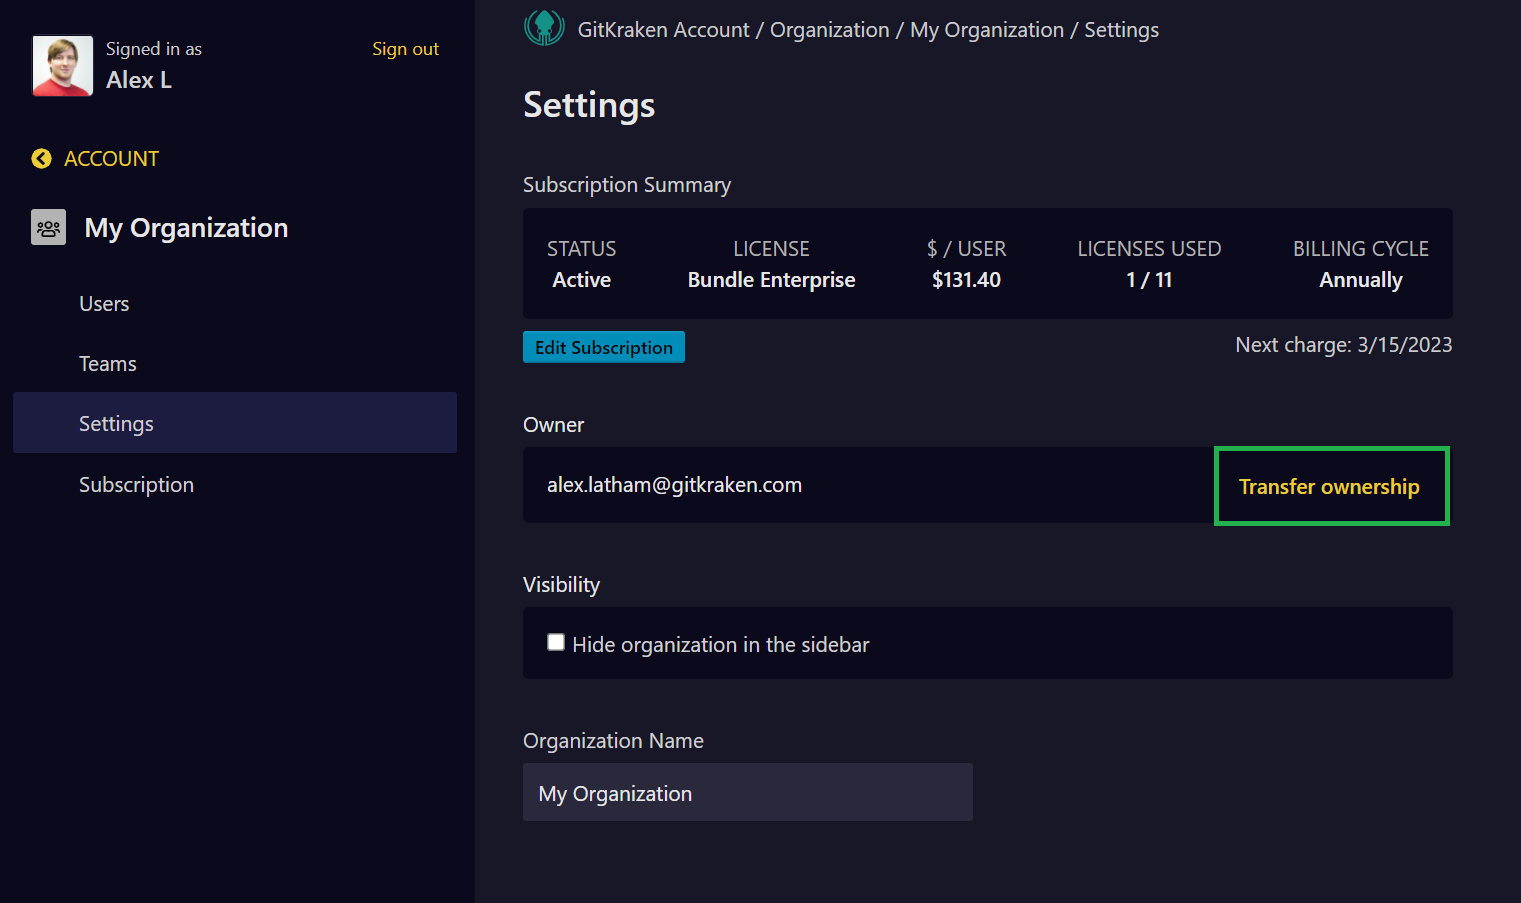 Signed in as
Alex L
Sign out
ACCOUNT
My Organization
Users
Teams
Settings
Subscription
GitKraken Account / Organization / My Organization / Settings
Settings
Subscription Summary
STATUS LICENSE $ / USER LICENSES USED BILLING CYCLE
Active Bundle Enterprise $131.40 1 / 11 Annually
Edit Subscription
Next charge: 3/15/2023
Owner
alex.latham@gitkraken.com
Transfer ownership
Visibility
Hide organization in the sidebar
Organization Name
My Organization